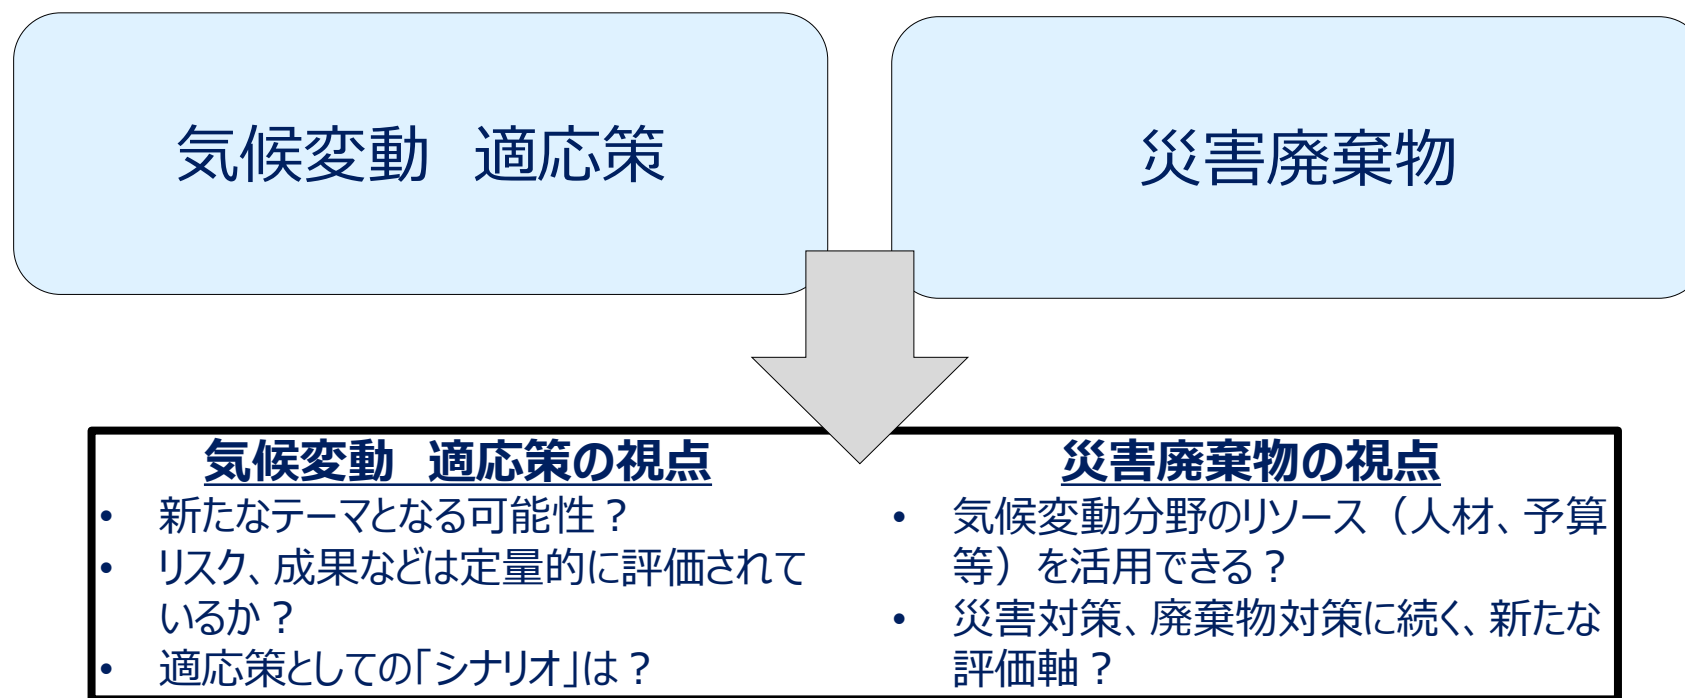 気候変動　適応策
災害廃棄物
気候変動　適応策の視点
• 新たなテーマとなる可能性？
• リスク、成果などは定量的に評価されて
いるか？
• 適応策としての「シナリオ」は？
災害廃棄物の視点
• 気候変動分野のリソース（人材、予算
等）を活用できる？
• 災害対策、廃棄物対策に続く、新たな
評価軸？